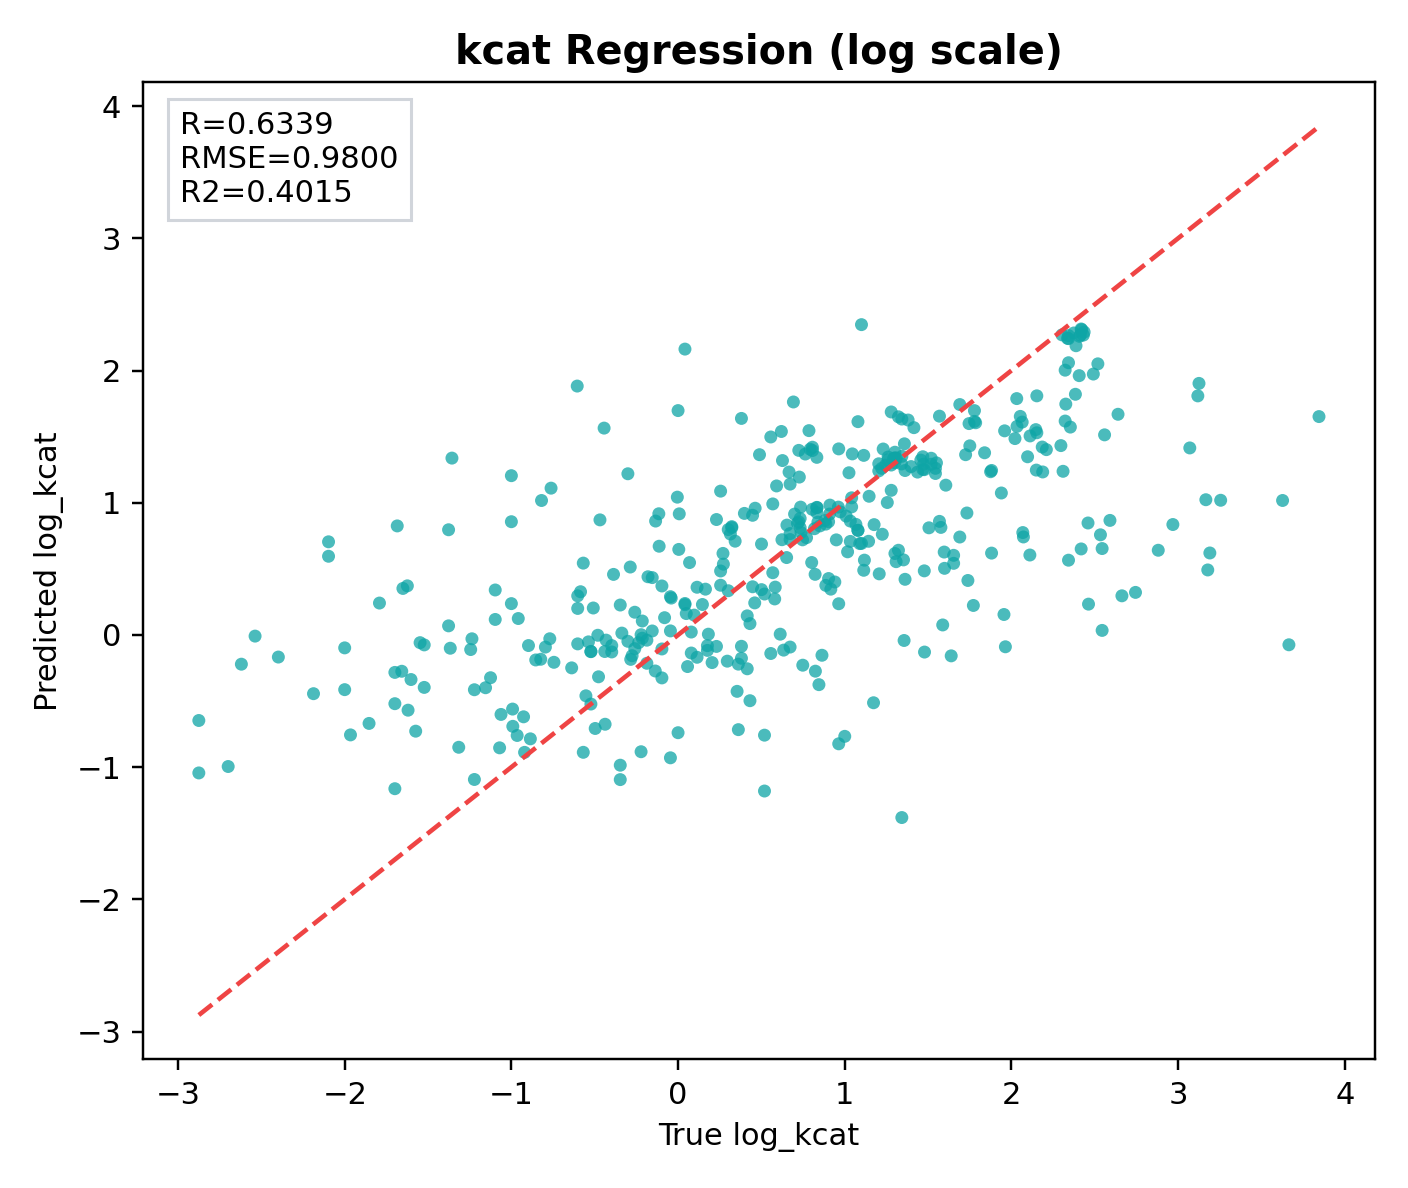 kcat Regression (log scale)
R=0.6339
RMSE=0.9800
R2=0.4015
4
3
2
1
0
−1
−2
−3
Predicted log_kcat
−3 −2 −1 0 1 2 3 4
True log_kcat